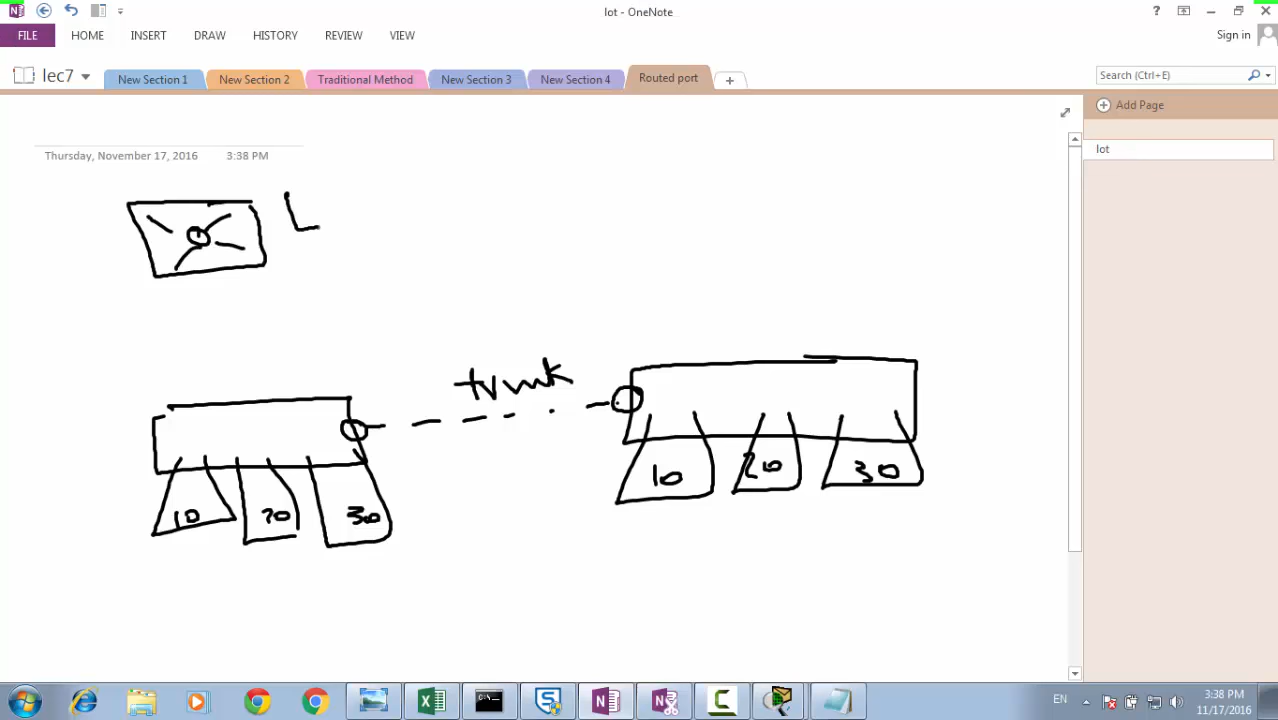 lot - OneNote
?
FILE HOME INSERT DRAW HISTORY REVIEW VIEW
Sign in
lec7 New Section 1 New Section 2 Traditional Method New Section 3 New Section 4 Routed port +
Search (Ctrl+E)
Add Page
Thursday, November 17, 2016 3:38 PM
lot
L
trunk
10 20 30
10 20 30
EN
3:38 PM
11/17/2016